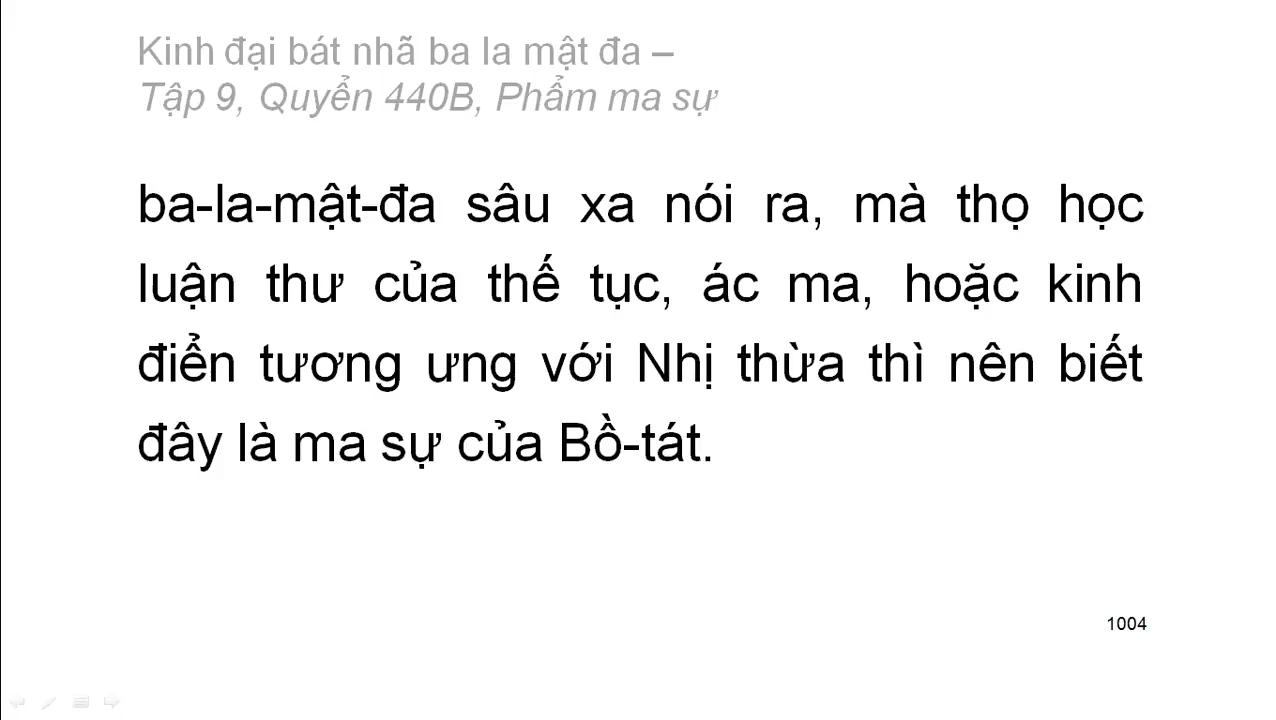 Kinh đại bát nhã ba la mật đa –
Tập 9, Quyển 440B, Phẩm ma sự
ba-la-mật-đa sâu xa nói ra, mà thọ học
luận thư của thế tục, ác ma, hoặc kinh
điển tương ưng với Nhị thừa thì nên biết
đây là ma sự của Bồ-tát.
1004